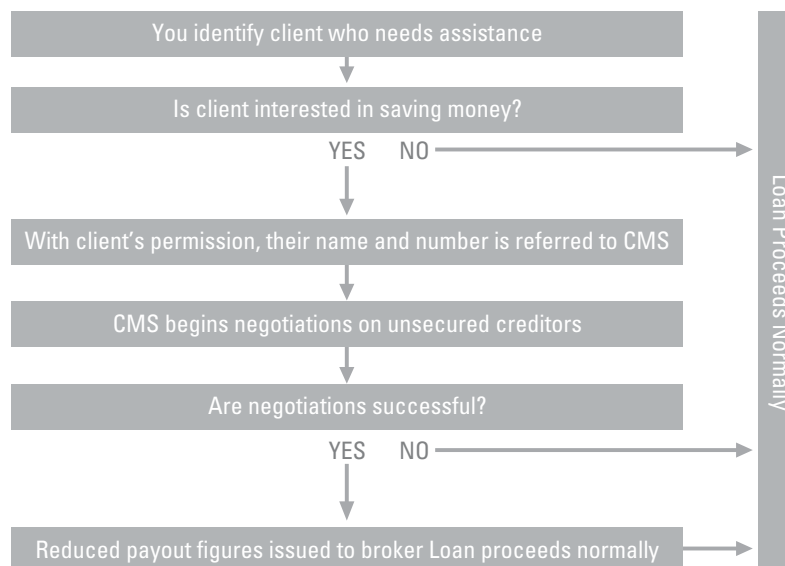 You identify client who needs assistance
Is client interested in saving money?
YES NO
With client's permission, their name and number is referred to CMS
CMS begins negotiations on unsecured creditors
Are negotiations successful?
YES NO
Reduced payout figures issued to broker Loan proceeds normally
Loan Proceeds Normally